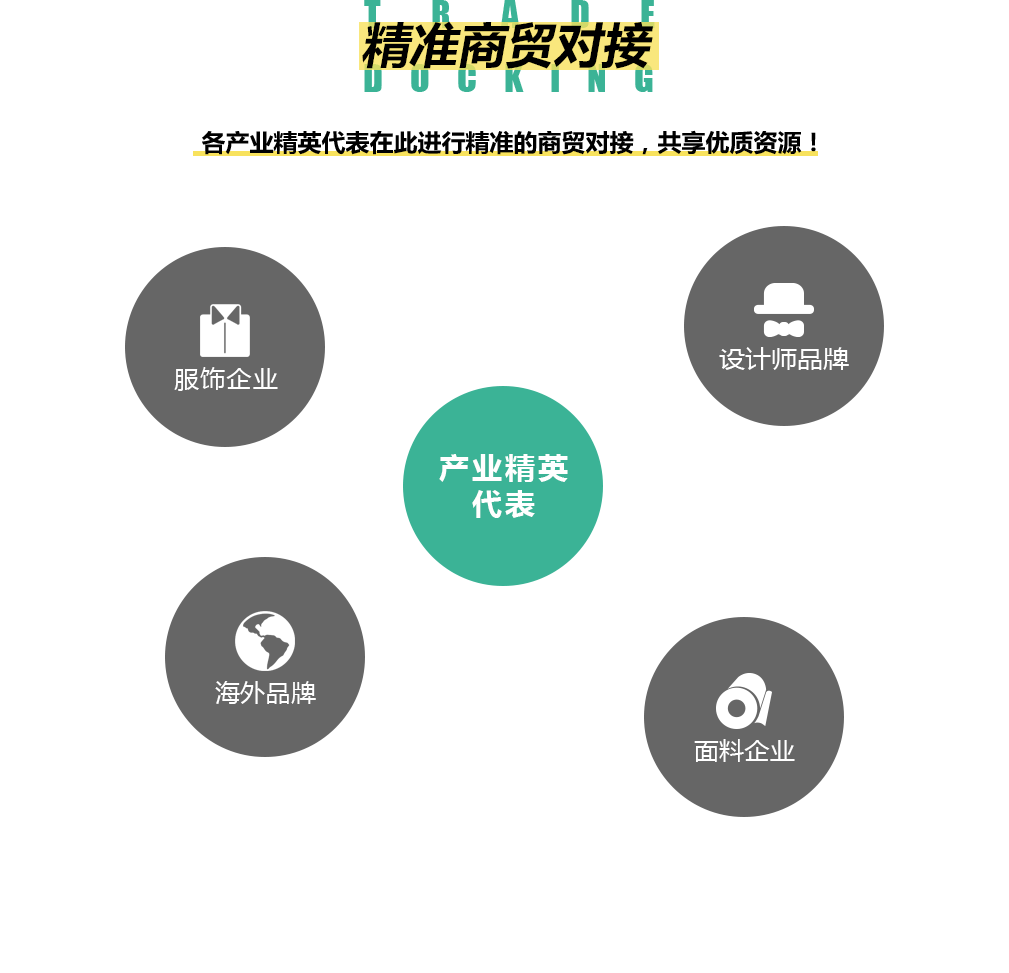 TRADE
精准商贸对接
DOCKING
各产业精英代表在此进行精准的商贸对接，共享优质资源！
服饰企业
设计师品牌
产业精英
代表
海外品牌
面料企业